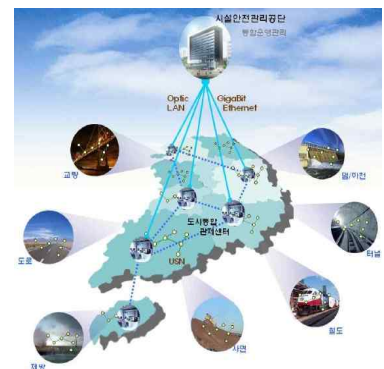 시설안전관리공단
통합운영관리
Optic GigaBit
LAN Ethernet
교량
댐/하천
도시통합
관제센터
도로
터널
USN
철도
제방
사면